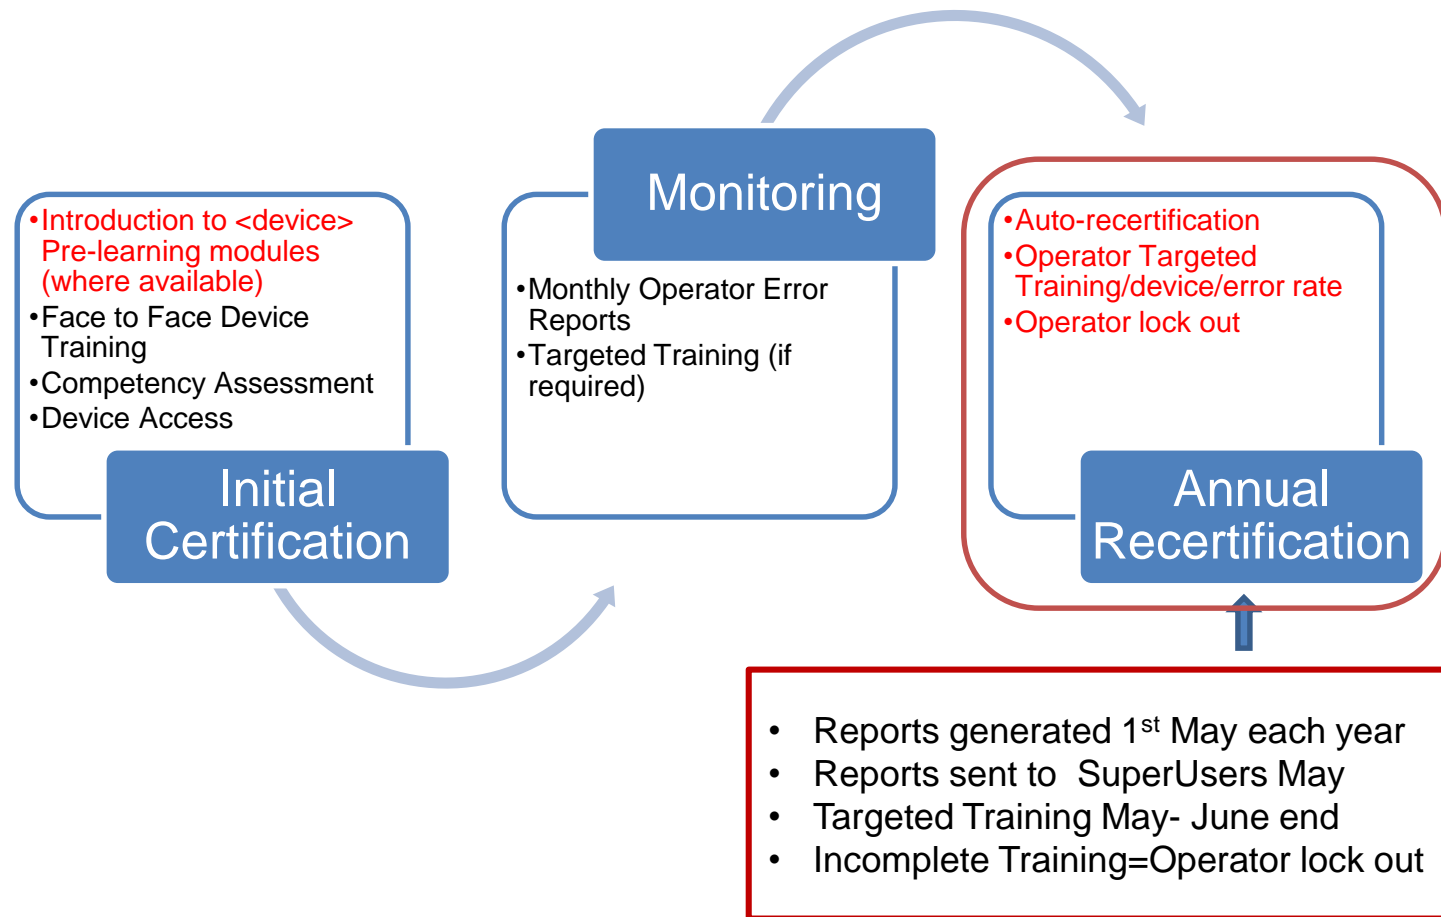 •Introduction to <device>
Pre-learning modules
(where available)
•Face to Face Device
Training
•Competency Assessment
•Device Access
Initial
Certification
Monitoring
•Monthly Operator Error
Reports
•Targeted Training (if
required)
•Auto-recertification
•Operator Targeted
Training/device/error rate
•Operator lock out
Annual
Recertification
• Reports generated 1st May each year
• Reports sent to  SuperUsers May
• Targeted Training May- June end
• Incomplete Training=Operator lock out